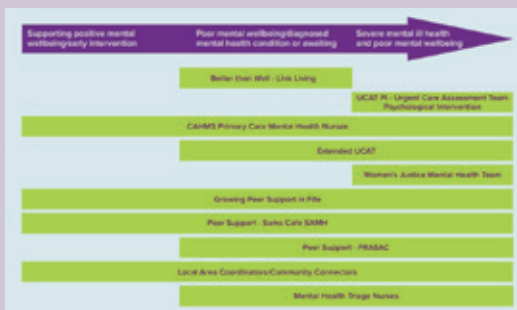 Supporting positive mental
wellbeing/early intervention
Poor mental wellbeing/diagnosed
mental health condition or awaiting
Severe mental ill health
and poor mental wellbeing
Better than Well - Link Living
UCAT PI - Urgent Care Assessment Team
Psychological Intervention
CAHMS Primary Care Mental Health Nurses
Extended UCAT
Women's Justice Mental Health Team
Growing Peer Support in Fife
Peer Support - Sams Cafe SAMH
Peer Support - FRASAC
Local Area Coordinators/Community Connectors
Mental Health Triage Nurses